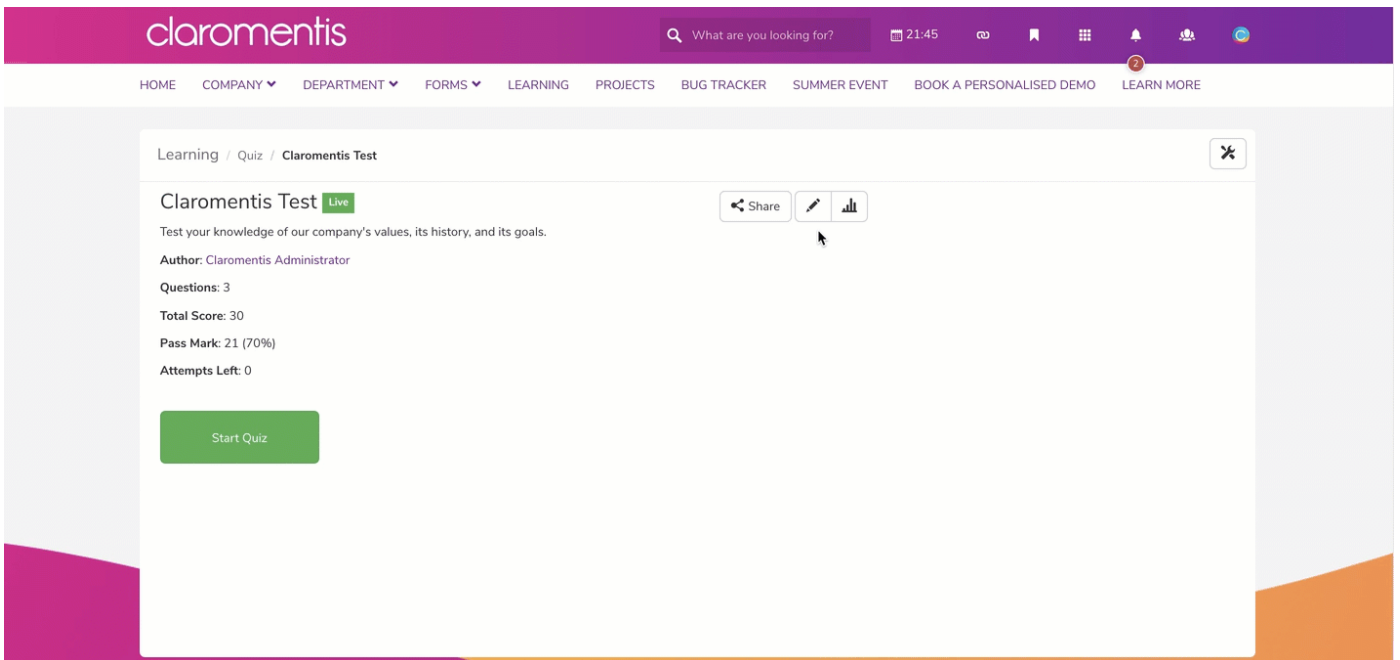 claromentis
What are you looking for?
21:45
2
HOME COMPANY DEPARTMENT FORMS LEARNING PROJECTS BUG TRACKER SUMMER EVENT BOOK A PERSONALISED DEMO LEARN MORE
Learning / Quiz / Claromentis Test
Claromentis Test Live
Share
Test your knowledge of our company's values, its history, and its goals.
Author: Claromentis Administrator
Questions: 3
Total Score: 30
Pass Mark: 21 (70%)
Attempts Left: 0
Start Quiz